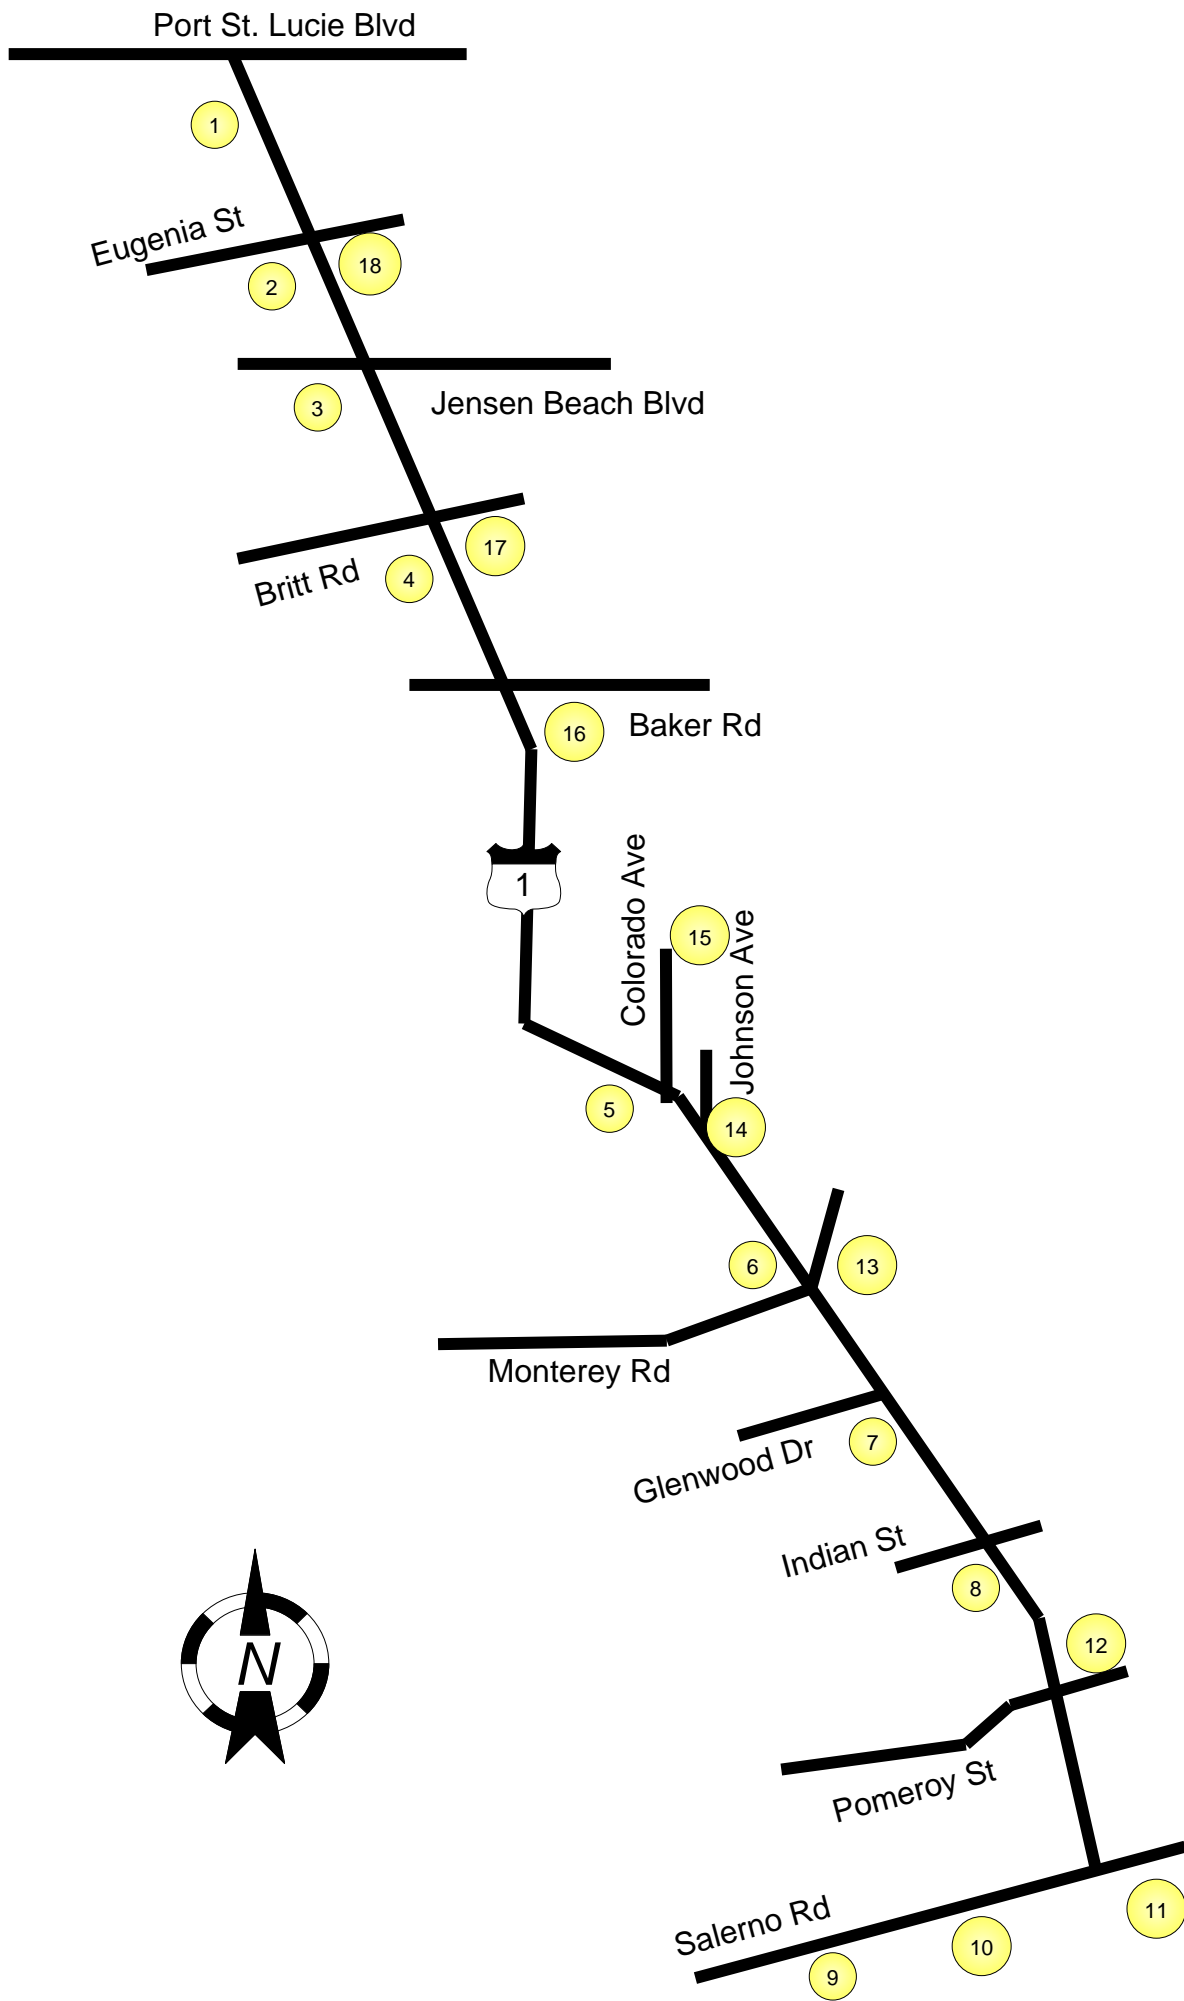 Port St. Lucie Blvd
1
Eugenia St
18
2
Jensen Beach Blvd
3
17
Britt Rd
4
16
Baker Rd
1
Colorado Ave
15
Johnson Ave
5
14
6
13
Monterey Rd
7
Glenwood Dr
Indian St
8
12
N
Pomeroy St
11
Salerno Rd
10
9